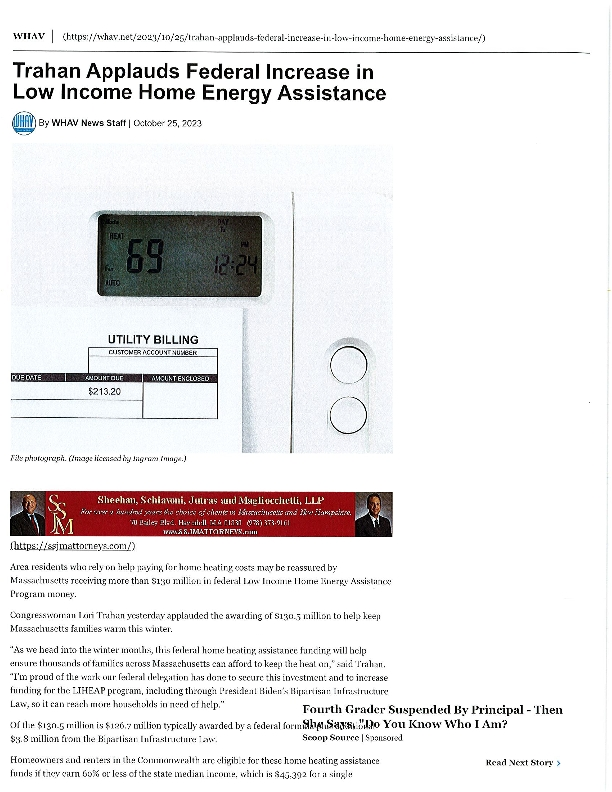 WHAV | (https://whav.net/2023/10/25/trahan-applauds-federal-increase-in-low-income-home-energy-assistance/)
Trahan Applauds Federal Increase in
Low Income Home Energy Assistance
WHAV By WHAV News Staff | October 25, 2023
HEAT
69
PM
12:24
AUTO
UTILITY BILLING
CUSTOMER ACCOUNT NUMBER
DUE DATE AMOUNT DUE AMOUNT ENCLOSED
$213.20
File photograph. (Image licensed by Ingram Image.)
SSJM
Sheehan, Schiavoni, Jutras and Magliocchetti, LLP
For over a hundred years the choice of clients in Massachusetts and New Hampshire.
70 Bailey Blvd. Haverhill MA 01830 (978) 373-9161
www.SSJMATTORNEYS.com
(https://ssjmattorneys.com/)
Area residents who rely on help paying for home heating costs may be reassured by
Massachusetts receiving more than $130 million in federal Low Income Home Energy Assistance
Program money.
Congresswoman Lori Trahan yesterday applauded the awarding of $130.5 million to help keep
Massachusetts families warm this winter.
“As we head into the winter months, this federal home heating assistance funding will help
ensure thousands of families across Massachusetts can afford to keep the heat on,” said Trahan.
“I’m proud of the work our federal delegation has done to secure this investment and to increase
funding for the LIHEAP program, including through President Biden’s Bipartisan Infrastructure
Law, so it can reach more households in need of help.”
Of the $130.5 million is $126.7 million typically awarded by a federal
$3.8 million from the Bipartisan Infrastructure Law.
Homeowners and renters in the Commonwealth are eligible for these home heating assistance
funds if they earn 60% or less of the state median income, which is $45,392 for a single
Fourth Grader Suspended By Principal - Then
She Says, "Do You Know Who I Am?
Scoop Source | Sponsored
Read Next Story >